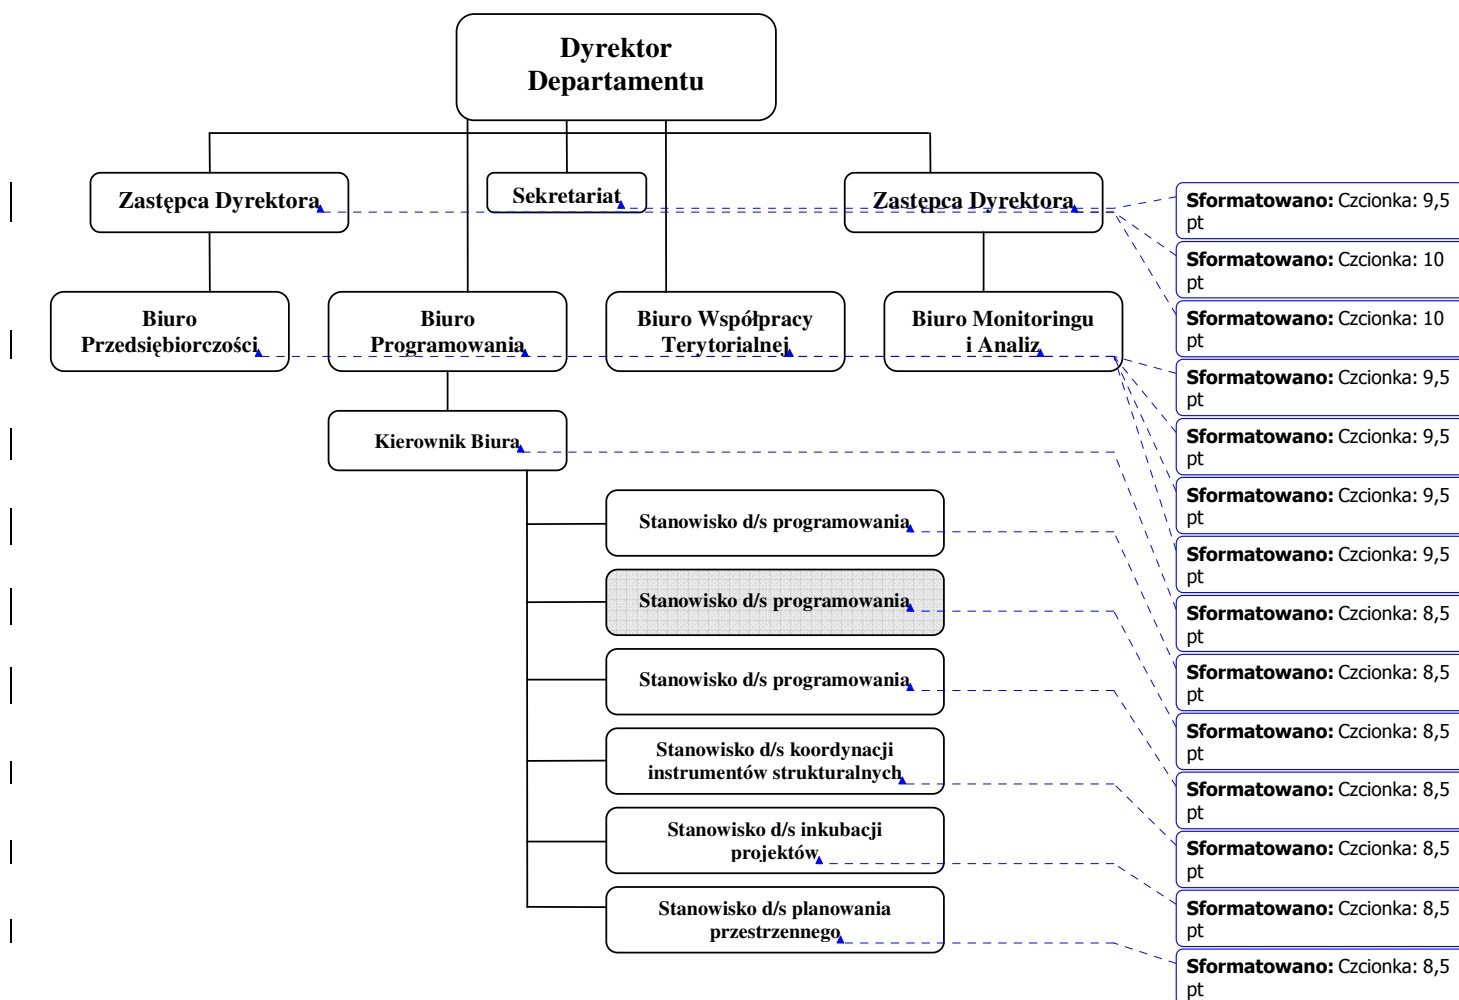 Dyrektor
Departamentu
Zastępca Dyrektora
Sekretariat
Zastępca Dyrektora
Biuro
Przedsiębiorczości
Biuro
Programowania
Biuro Współpracy
Terytorialnej
Biuro Monitoringu
i Analiz
Kierownik Biura
Stanowisko d/s programowania
Stanowisko d/s programowania
Stanowisko d/s programowania
Stanowisko d/s koordynacji
instrumentów strukturalnych
Stanowisko d/s inkubacji
projektów
Stanowisko d/s planowania
przestrzennego
Sformatowano: Czcionka: 9,5
pt
Sformatowano: Czcionka: 10
pt
Sformatowano: Czcionka: 10
pt
Sformatowano: Czcionka: 9,5
pt
Sformatowano: Czcionka: 9,5
pt
Sformatowano: Czcionka: 9,5
pt
Sformatowano: Czcionka: 9,5
pt
Sformatowano: Czcionka: 8,5
pt
Sformatowano: Czcionka: 8,5
pt
Sformatowano: Czcionka: 8,5
pt
Sformatowano: Czcionka: 8,5
pt
Sformatowano: Czcionka: 8,5
pt
Sformatowano: Czcionka: 8,5
pt
Sformatowano: Czcionka: 8,5
pt